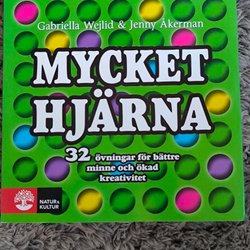 Gabriella Wejlid & Jenny Åkerman
MYCKET
HJÄRNA
32 övningar för bättre
minne och ökad
kreativitet
NATUR &
KULTUR